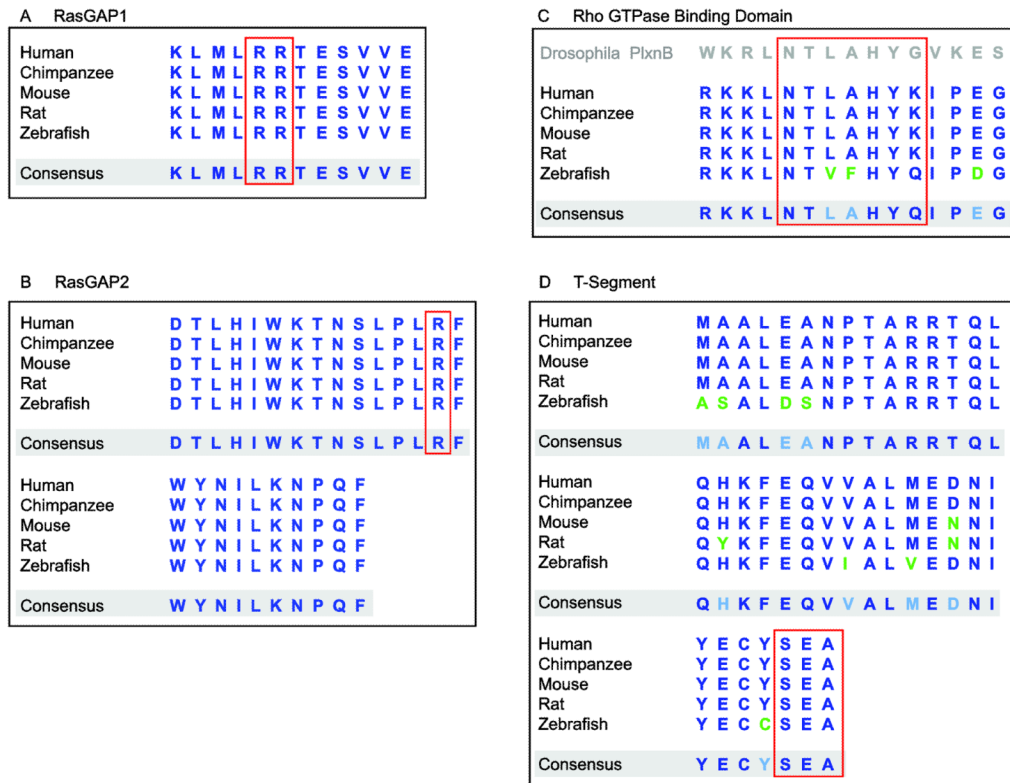 A RasGAP1
Human K L M L R R T E S V V E
Chimpanzee K L M L R R T E S V V E
Mouse K L M L R R T E S V V E
Rat K L M L R R T E S V V E
Zebrafish K L M L R R T E S V V E
Consensus K L M L R R T E S V V E
B RasGAP2
Human D T L H I W K T N S L P L R F
Chimpanzee D T L H I W K T N S L P L R F
Mouse D T L H I W K T N S L P L R F
Rat D T L H I W K T N S L P L R F
Zebrafish D T L H I W K T N S L P L R F
Consensus D T L H I W K T N S L P L R F
Human W Y N I L K N P Q F
Chimpanzee W Y N I L K N P Q F
Mouse W Y N I L K N P Q F
Rat W Y N I L K N P Q F
Zebrafish W Y N I L K N P Q F
Consensus W Y N I L K N P Q F
C Rho GTPase Binding Domain
Drosophila PlxnB W K R L N T L A H Y G V K E S
Human R K K L N T L A H Y K I P E G
Chimpanzee R K K L N T L A H Y K I P E G
Mouse R K K L N T L A H Y K I P E G
Rat R K K L N T L A H Y K I P E G
Zebrafish R K K L N T V F H Y Q I P D G
Consensus R K K L N T L A H Y Q I P E G
D T-Segment
Human M A A L E A N P T A R R T Q L
Chimpanzee M A A L E A N P T A R R T Q L
Mouse M A A L E A N P T A R R T Q L
Rat M A A L E A N P T A R R T Q L
Zebrafish A S A L D S N P T A R R T Q L
Consensus M A A L E A N P T A R R T Q L
Human Q H K F E Q V V A L M E D N I
Chimpanzee Q H K F E Q V V A L M E D N I
Mouse Q H K F E Q V V A L M E N N I
Rat Q Y K F E Q V V A L M E N N I
Zebrafish Q H K F E Q V I A L V E D N I
Consensus Q H K F E Q V V A L M E D N I
Human Y E C Y S E A
Chimpanzee Y E C Y S E A
Mouse Y E C Y S E A
Rat Y E C Y S E A
Zebrafish Y E C C S E A
Consensus Y E C Y S E A